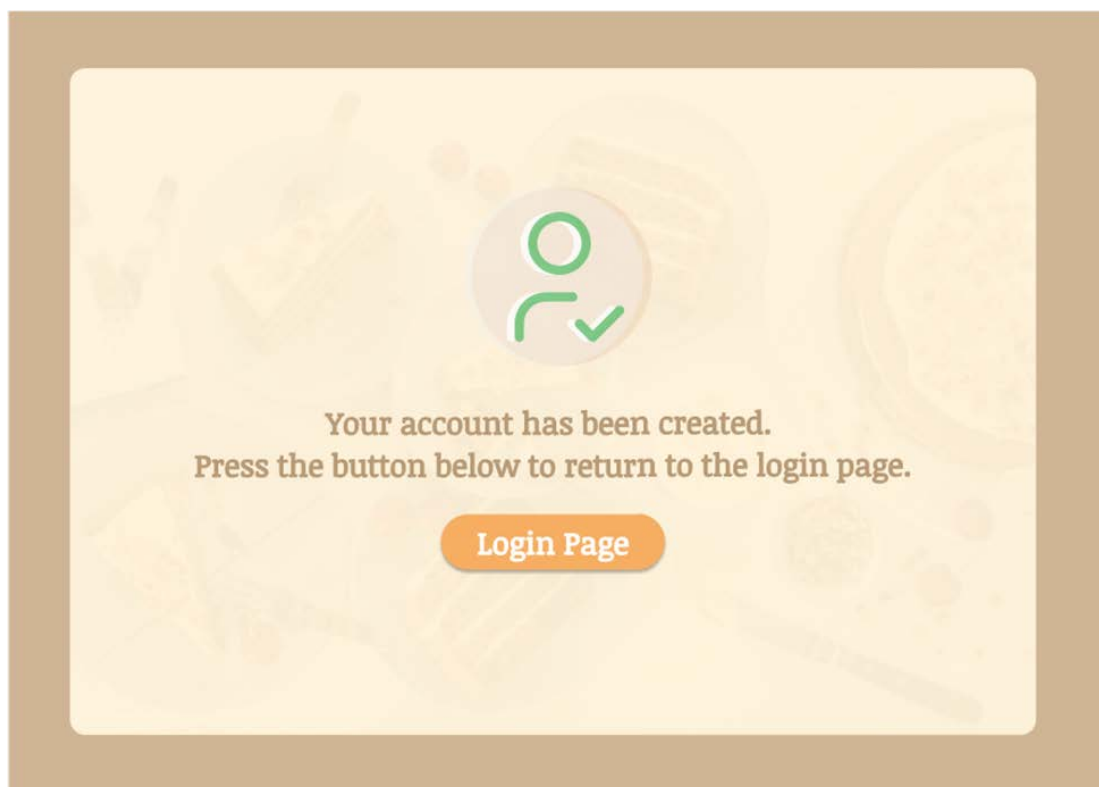 Your account has been created.
Press the button below to return to the login page.
Login Page